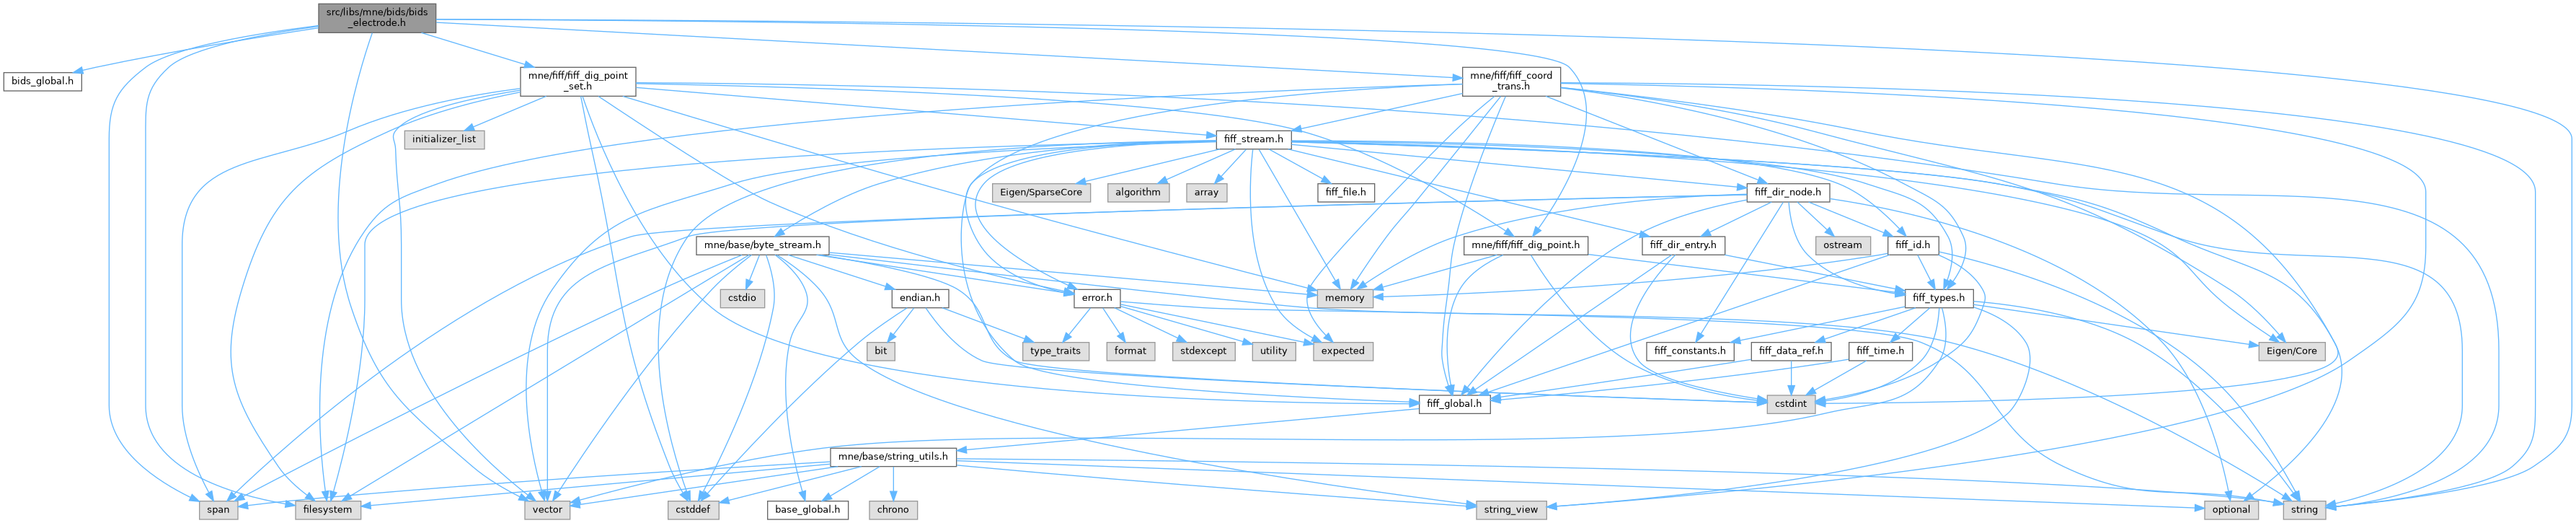 src/libs/mne/bids/bids
_electrode.h
bids_global.h
mne/fiff/fiff_dig_point
_set.h
mne/fiff/fiff_coord
_trans.h
initializer_list
fiff_stream.h
Eigen/SparseCore
algorithm
array
fiff_file.h
fiff_dir_node.h
mne/base/byte_stream.h
mne/fiff/fiff_dig_point.h
fiff_dir_entry.h
ostream
fiff_id.h
cstdio
endian.h
error.h
memory
fiff_types.h
bit
type_traits
format
stdexcept
utility
expected
fiff_constants.h
fiff_data_ref.h
fiff_time.h
Eigen/Core
fiff_global.h
cstdint
mne/base/string_utils.h
span
filesystem
vector
cstddef
base_global.h
chrono
string_view
optional
string